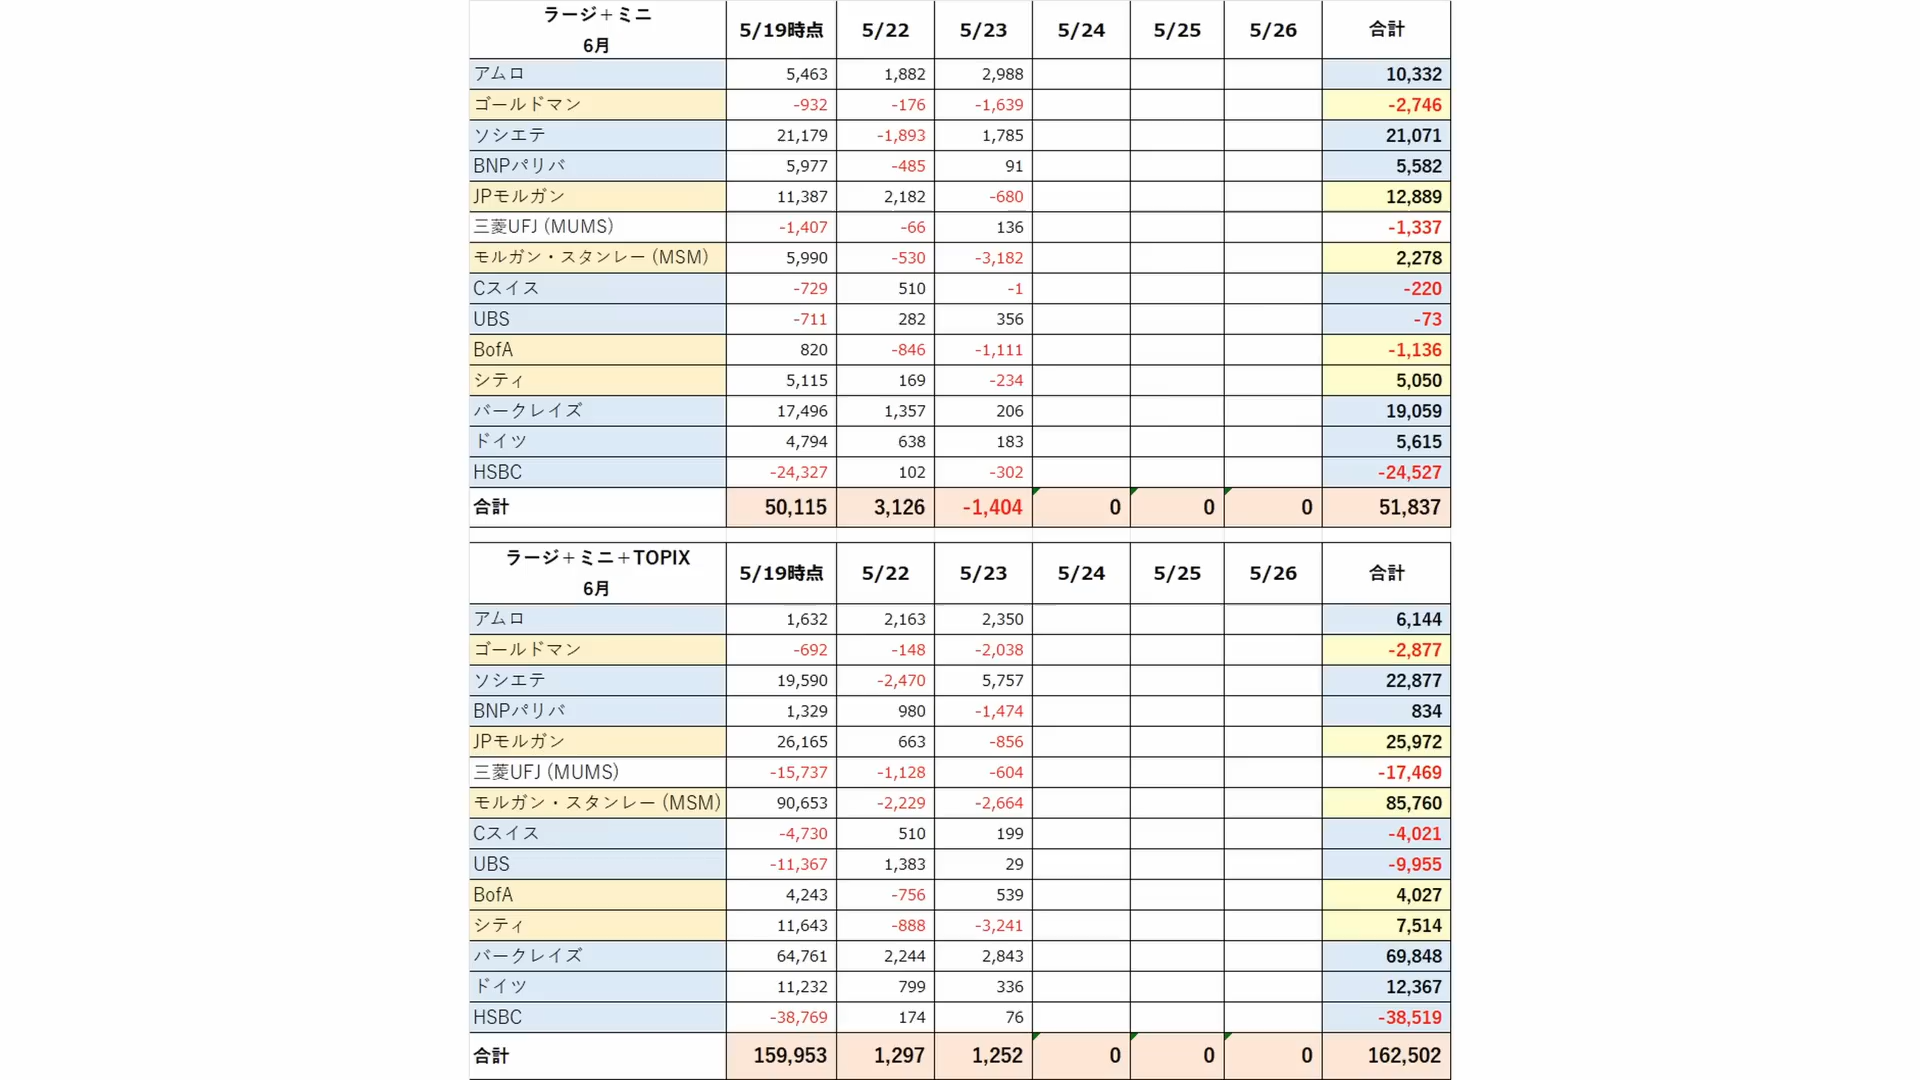 ラージ＋ミニ
6月 5/19時点 5/22 5/23 5/24 5/25 5/26 合計
アムロ 5,463 1,882 2,988 10,332
ゴールドマン -932 -176 -1,639 -2,746
ソシエテ 21,179 -1,893 1,785 21,071
BNPパリバ 5,977 -485 91 5,582
JPモルガン 11,387 2,182 -680 12,889
三菱UFJ (MUMS) -1,407 -66 136 -1,337
モルガン・スタンレー (MSM) 5,990 -530 -3,182 2,278
Cスイス -729 510 -1 -220
UBS -711 282 356 -73
BofA 820 -846 -1,111 -1,136
シティ 5,115 169 -234 5,050
バークレイズ 17,496 1,357 206 19,059
ドイツ 4,794 638 183 5,615
HSBC -24,327 102 -302 -24,527
合計 50,115 3,126 -1,404 0 0 0 51,837
ラージ＋ミニ＋TOPIX
6月 5/19時点 5/22 5/23 5/24 5/25 5/26 合計
アムロ 1,632 2,163 2,350 6,144
ゴールドマン -692 -148 -2,038 -2,877
ソシエテ 19,590 -2,470 5,757 22,877
BNPパリバ 1,329 980 -1,474 834
JPモルガン 26,165 663 -856 25,972
三菱UFJ (MUMS) -15,737 -1,128 -604 -17,469
モルガン・スタンレー (MSM) 90,653 -2,229 -2,664 85,760
Cスイス -4,730 510 199 -4,021
UBS -11,367 1,383 29 -9,955
BofA 4,243 -756 539 4,027
シティ 11,643 -888 -3,241 7,514
バークレイズ 64,761 2,244 2,843 69,848
ドイツ 11,232 799 336 12,367
HSBC -38,769 174 76 -38,519
合計 159,953 1,297 1,252 0 0 0 162,502